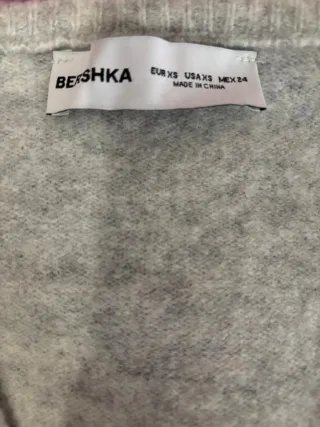 BERSHKA
EUR XS USA XS MEX 24
MADE IN CHINA